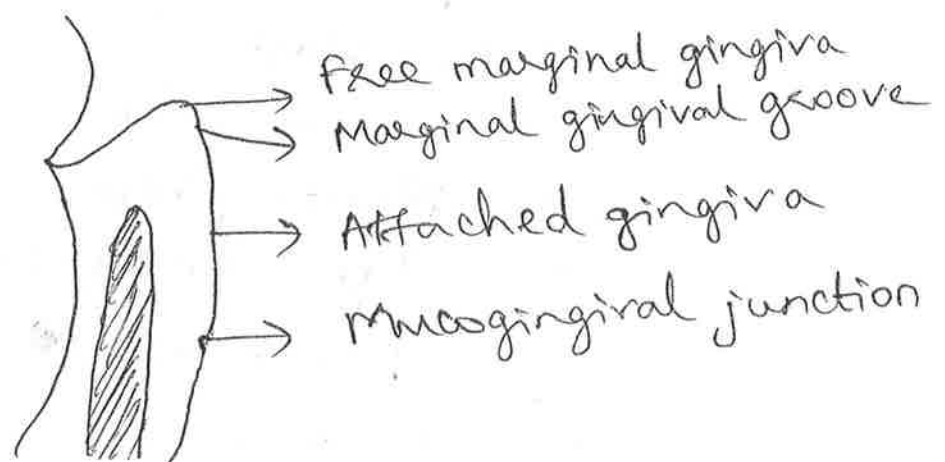 Free marginal gingiva
Marginal gingival groove
Attached gingiva
Mucogingival junction